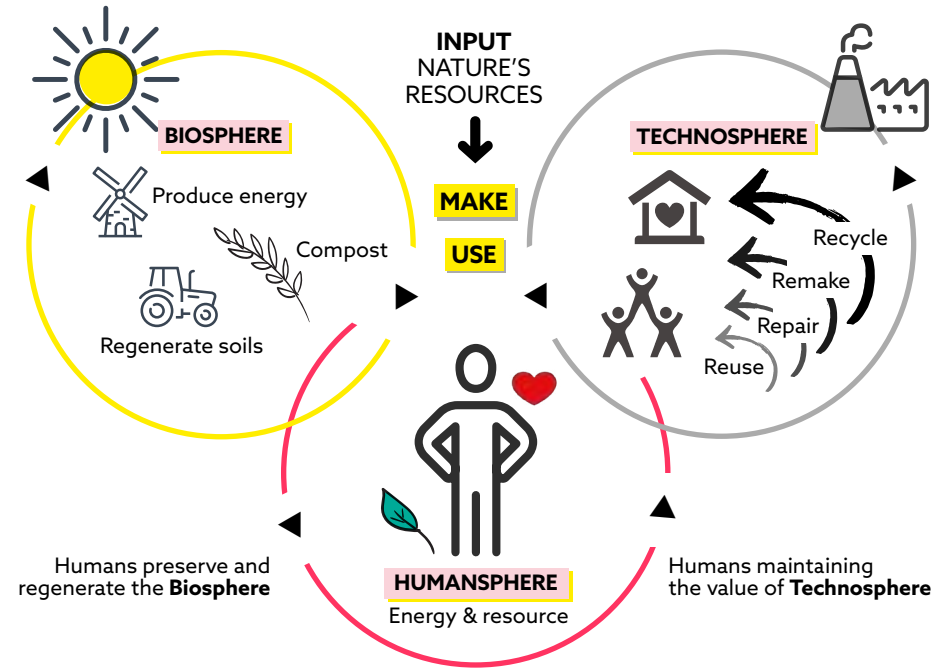 INPUT
NATURE'S
RESOURCES
BIOSPHERE
TECHNOSPHERE
Produce energy
MAKE
Compost
USE
Recycle
Remake
Regenerate soils
Repair
Reuse
Humans preserve and
regenerate the Biosphere
HUMANSPHERE
Energy & resource
Humans maintaining
the value of Technosphere